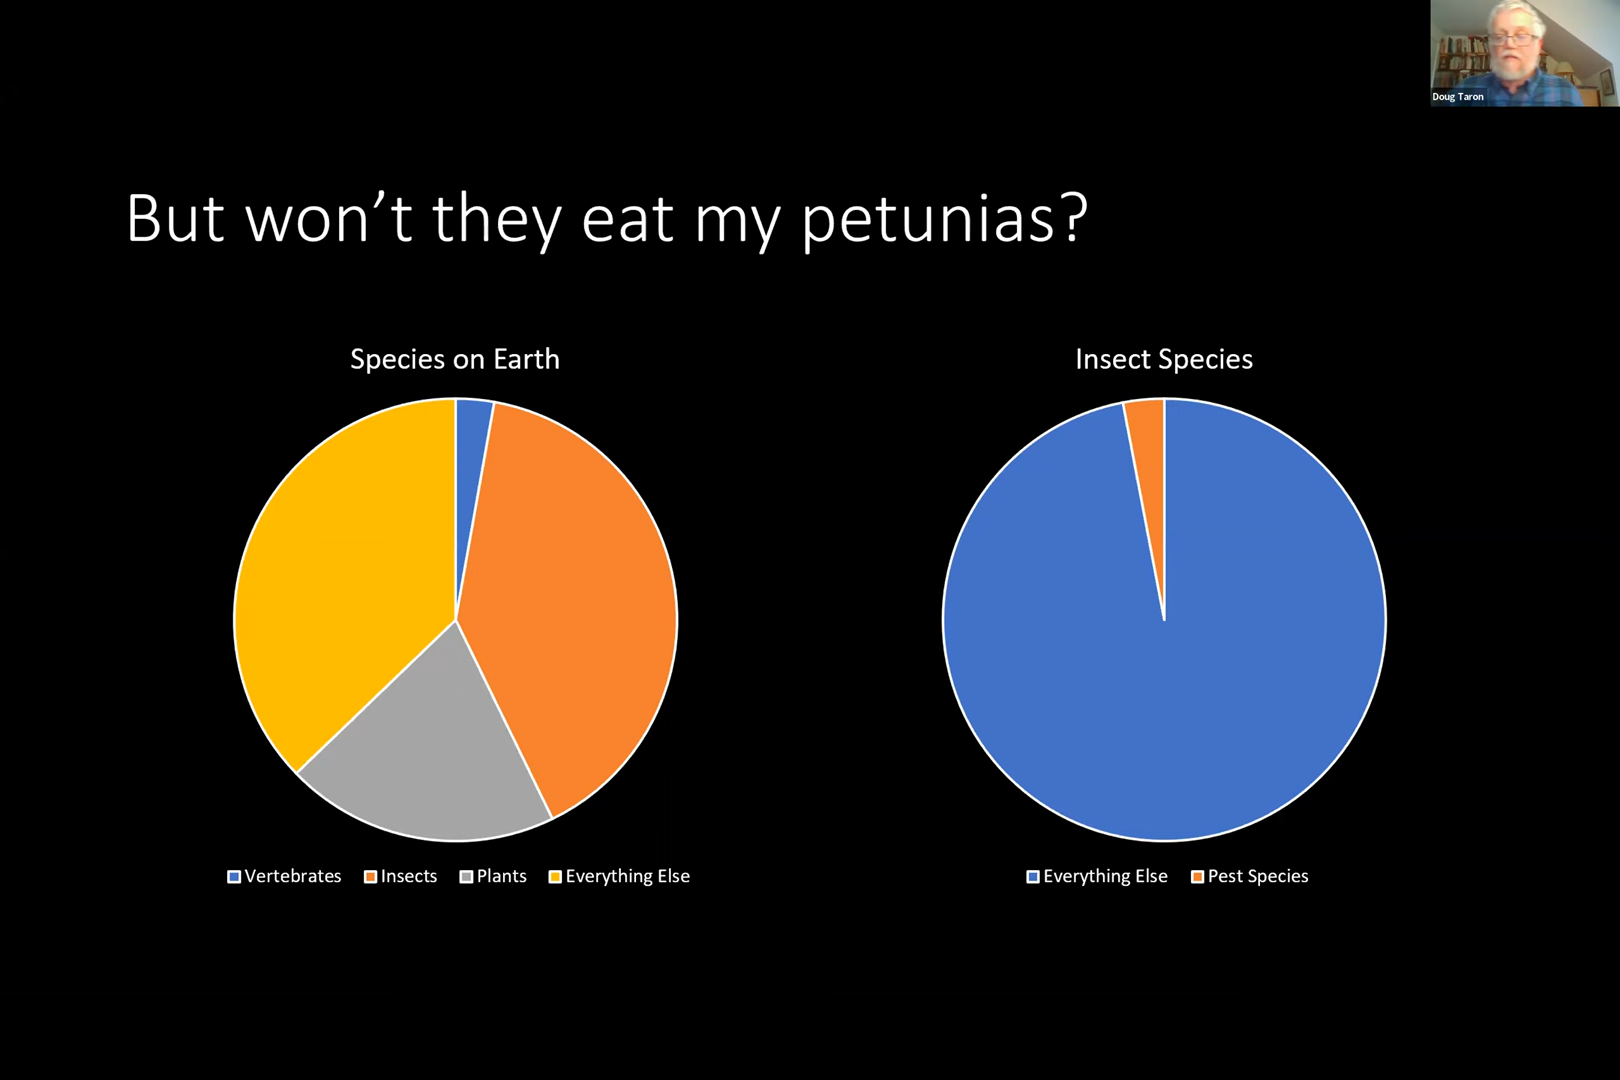 Doug Taron
But won’t they eat my petunias?
Species on Earth
Insect Species
Vertebrates Insects Plants Everything Else
Everything Else Pest Species